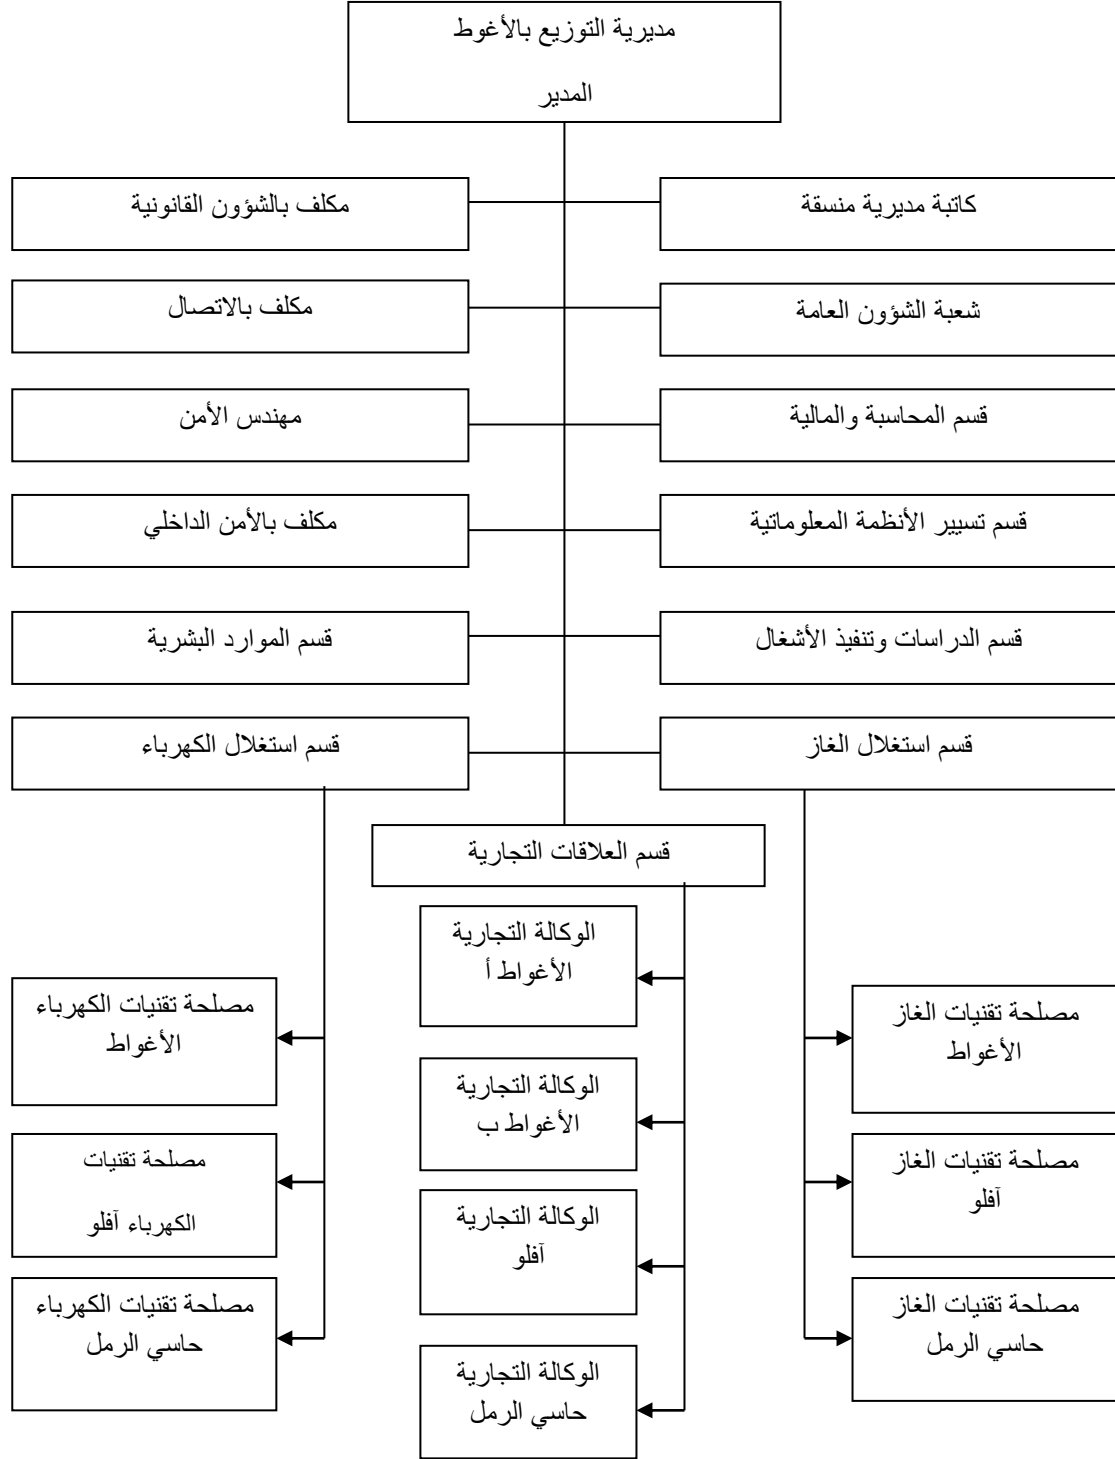 مديرية التوزيع بالأغوط
المدير
كاتبة مديرية منسقة
مكلف بالشؤون القانونية
شعبة الشؤون العامة
مكلف بالاتصال
قسم المحاسبة والمالية
مهندس الأمن
قسم تسيير الأنظمة المعلوماتية
مكلف بالأمن الداخلي
قسم الدراسات وتنفيذ الأشغال
قسم الموارد البشرية
قسم استغلال الغاز
قسم استغلال الكهرباء
قسم العلاقات التجارية
مصلحة تقنيات الغاز
الأغواط
مصلحة تقنيات الغاز
آفلو
مصلحة تقنيات الغاز
حاسي الرمل
الوكالة التجارية
الأغواط أ
الوكالة التجارية
الأغواط ب
الوكالة التجارية
آفلو
الوكالة التجارية
حاسي الرمل
مصلحة تقنيات الكهرباء
الأغواط
مصلحة تقنيات
الكهرباء آفلو
مصلحة تقنيات الكهرباء
حاسي الرمل